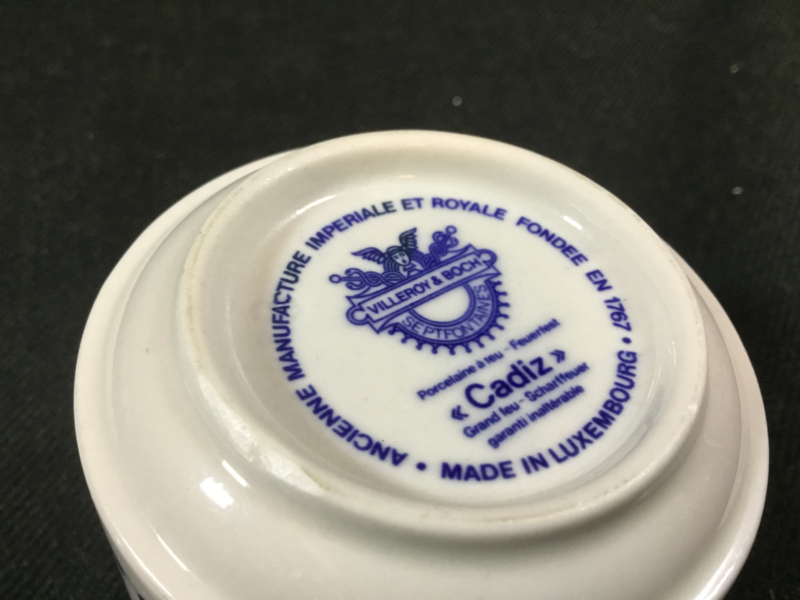 ANCIENNE MANUFACTURE IMPERIALE ET ROYALE FONDEE EN 1767 • MADE IN LUXEMBOURG •
VILLEROY & BOCH
SEPTFONTAINES
Porcelaine à feu - Feuerfest
« Cadiz »
Grand feu - Scharffeuer
garanti inaltérable